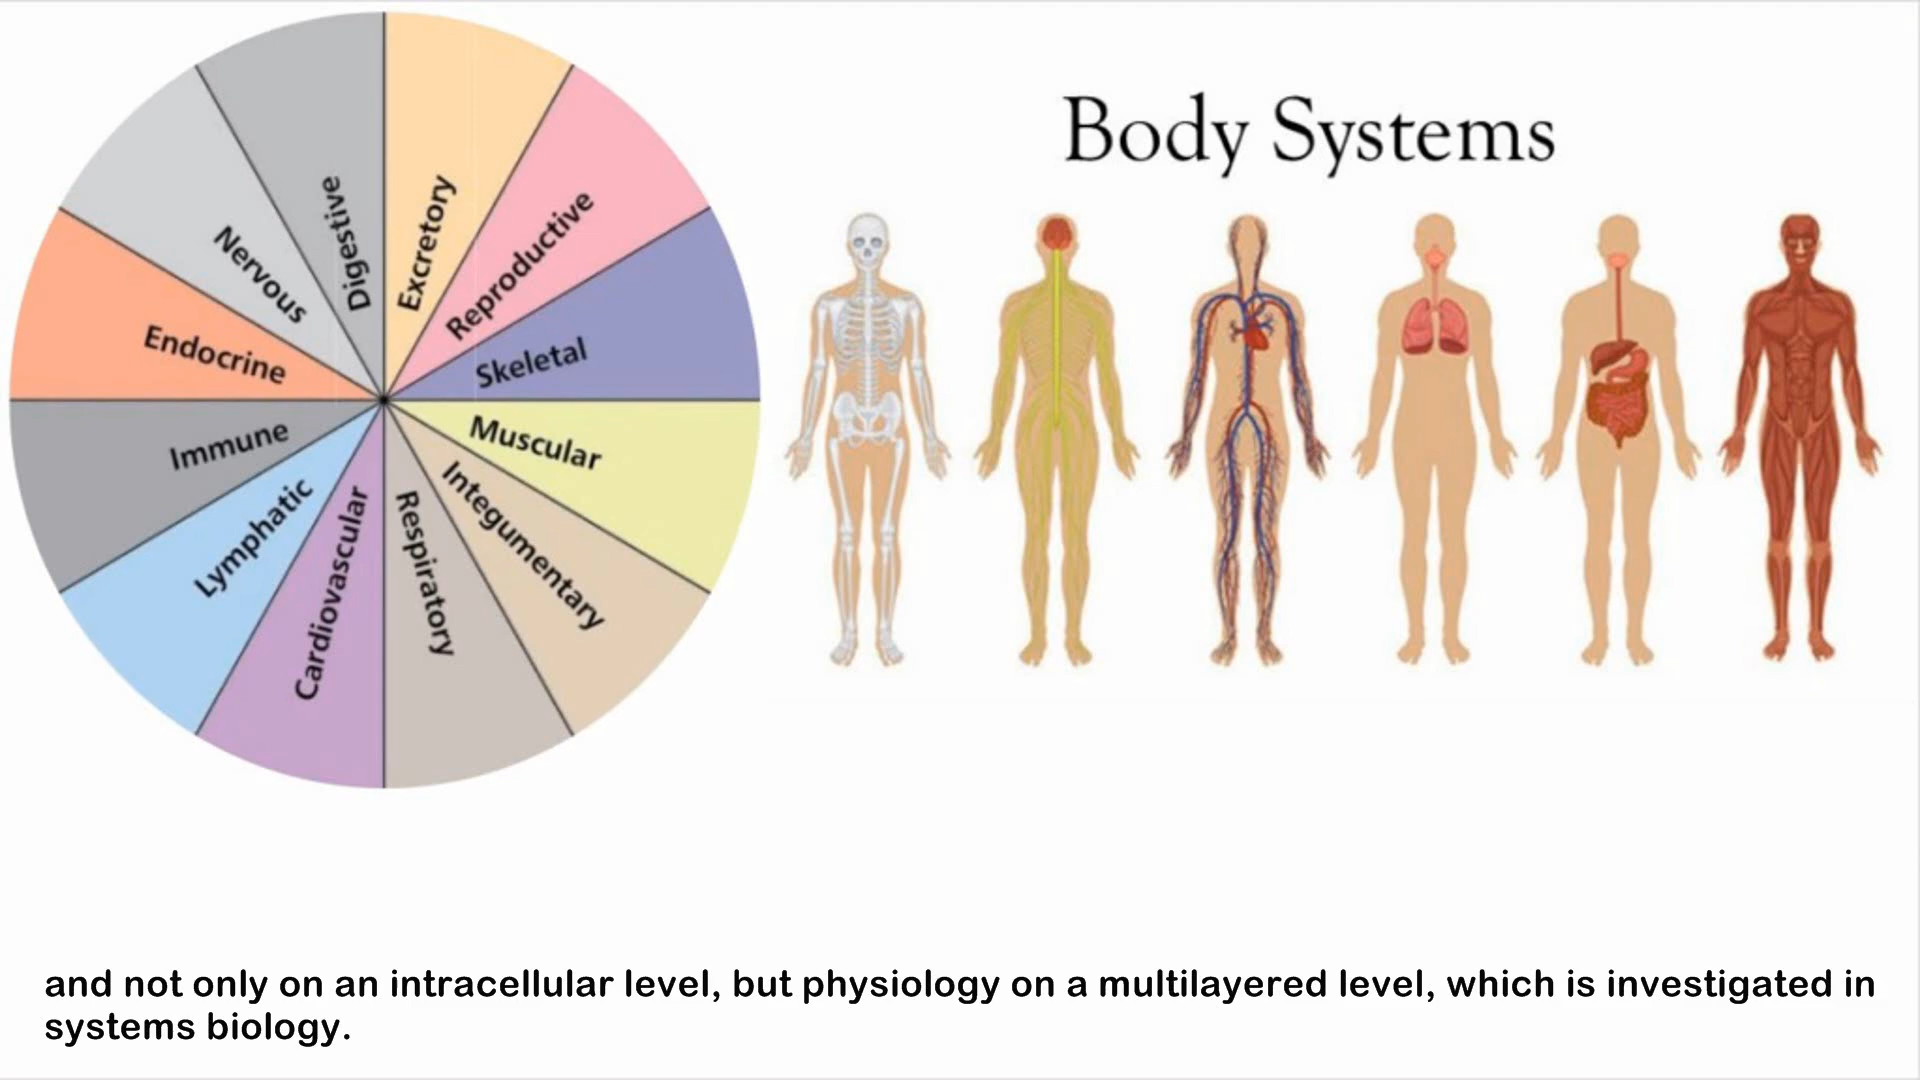 Body Systems
Digestive
Excretory
Reproductive
Skeletal
Muscular
Integumentary
Respiratory
Cardiovascular
Lymphatic
Immune
Endocrine
Nervous
and not only on an intracellular level, but physiology on a multilayered level, which is investigated in
systems biology.